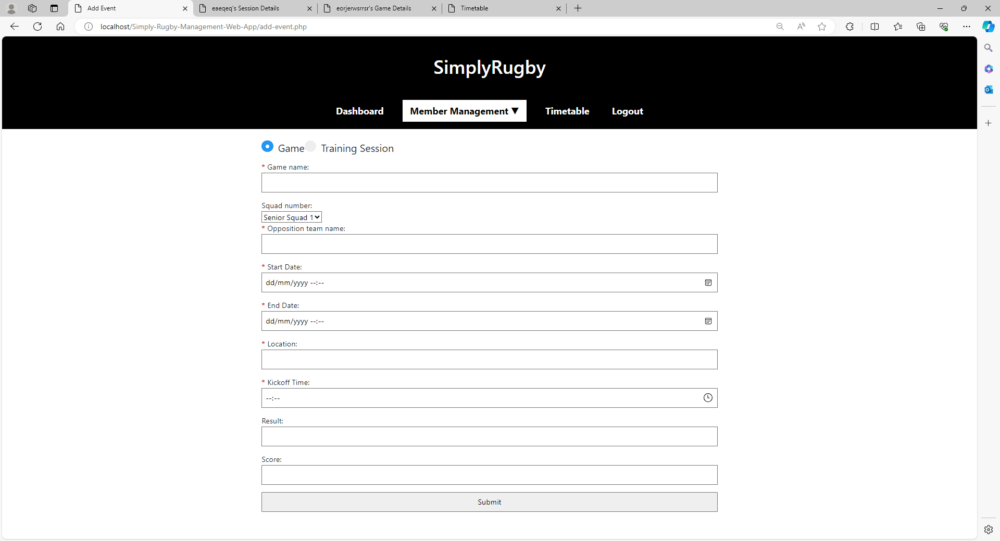 Add Event
eaeqeq's Session Details
eorjerwsrrsr's Game Details
Timetable
localhost/Simply-Rugby-Management-Web-App/add-event.php
SimplyRugby
Dashboard
Member Management ▼
Timetable
Logout
Game
Training Session
* Game name:
Squad number:
Senior Squad 1
* Opposition team name:
* Start Date:
dd/mm/yyyy --:--
* End Date:
dd/mm/yyyy --:--
* Location:
* Kickoff Time:
--:--
Result:
Score:
Submit